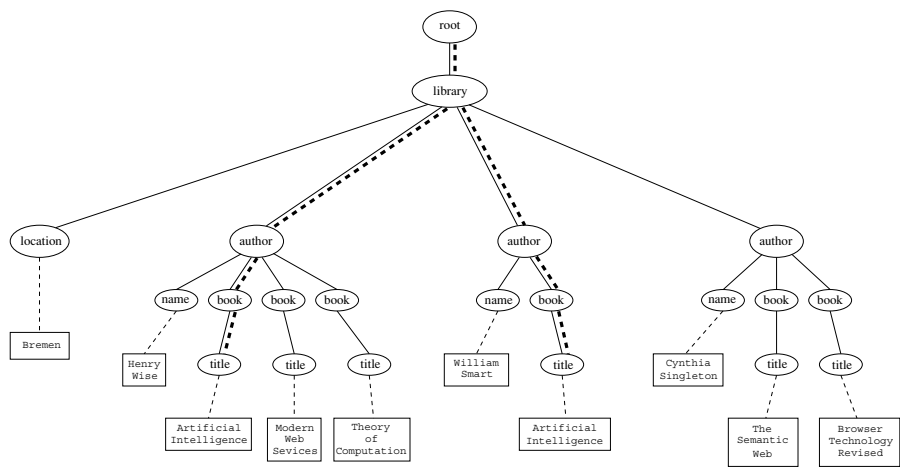 root
library
location
author
author
author
name
book
book
book
name
book
name
book
book
Bremen
Henry
Wise
title
title
title
William
Smart
title
Cynthia
Singleton
title
title
Artificial
Intelligence
Modern
Web
Sevices
Theory
of
Computation
Artificial
Intelligence
The
Semantic
Web
Browser
Technology
Revised